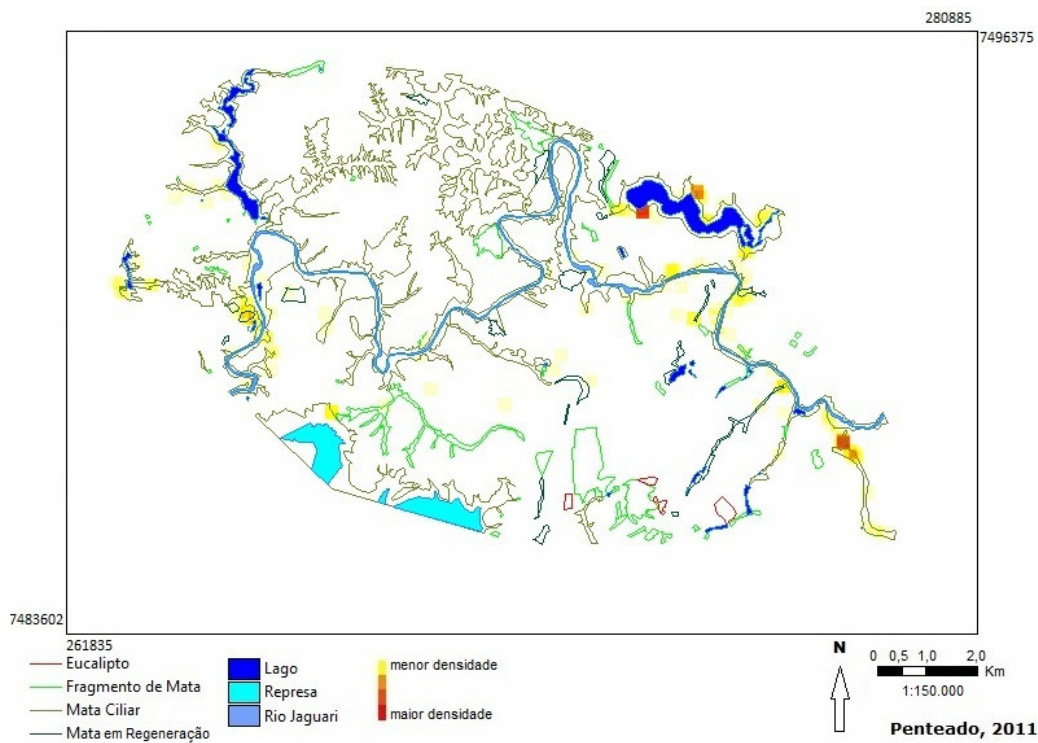 280885
7496375
7483602
261835
Eucalipto
Fragmento de Mata
Mata Ciliar
Mata em Regeneração
Lago
Represa
Rio Jaguari
menor densidade
maior densidade
N
0 0,5 1,0 2,0
Km
1:150.000
Penteado, 2011